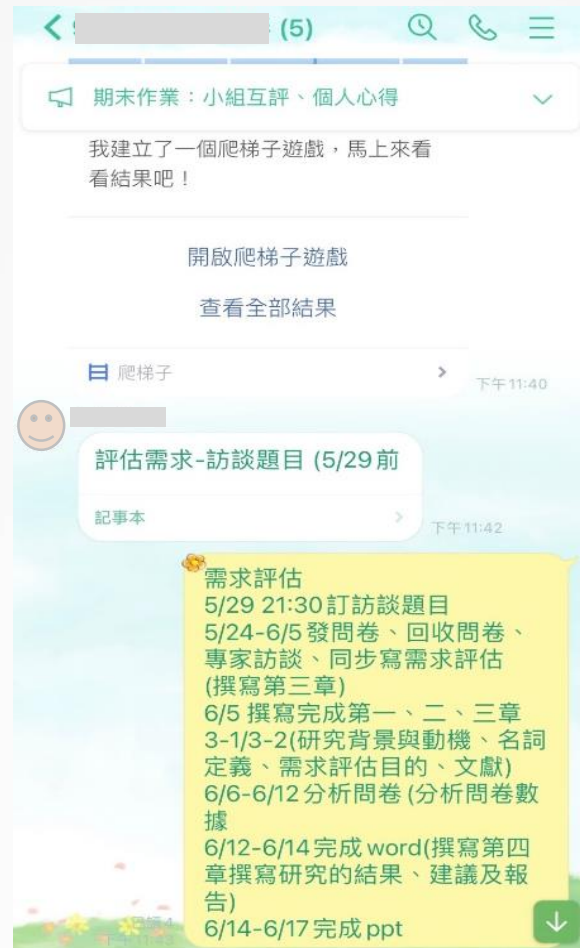 (5)
期末作業：小組互評、個人心得
我建立了一個爬梯子遊戲，馬上來看
看結果吧！
開啟爬梯子遊戲
查看全部結果
爬梯子
下午 11:40
評估需求-訪談題目 (5/29前
記事本
下午 11:42
需求評估
5/29 21:30訂訪談題目
5/24-6/5發問卷、回收問卷、
專家訪談、同步寫需求評估
(撰寫第三章)
6/5 撰寫完成第一、二、三章
3-1/3-2(研究背景與動機、名詞
定義、需求評估目的、文獻)
6/6-6/12分析問卷(分析問卷數
據
6/12-6/14完成word(撰寫第四
章撰寫研究的結果、建議及報
告)
6/14-6/17完成ppt
已讀 4
下午 11:43